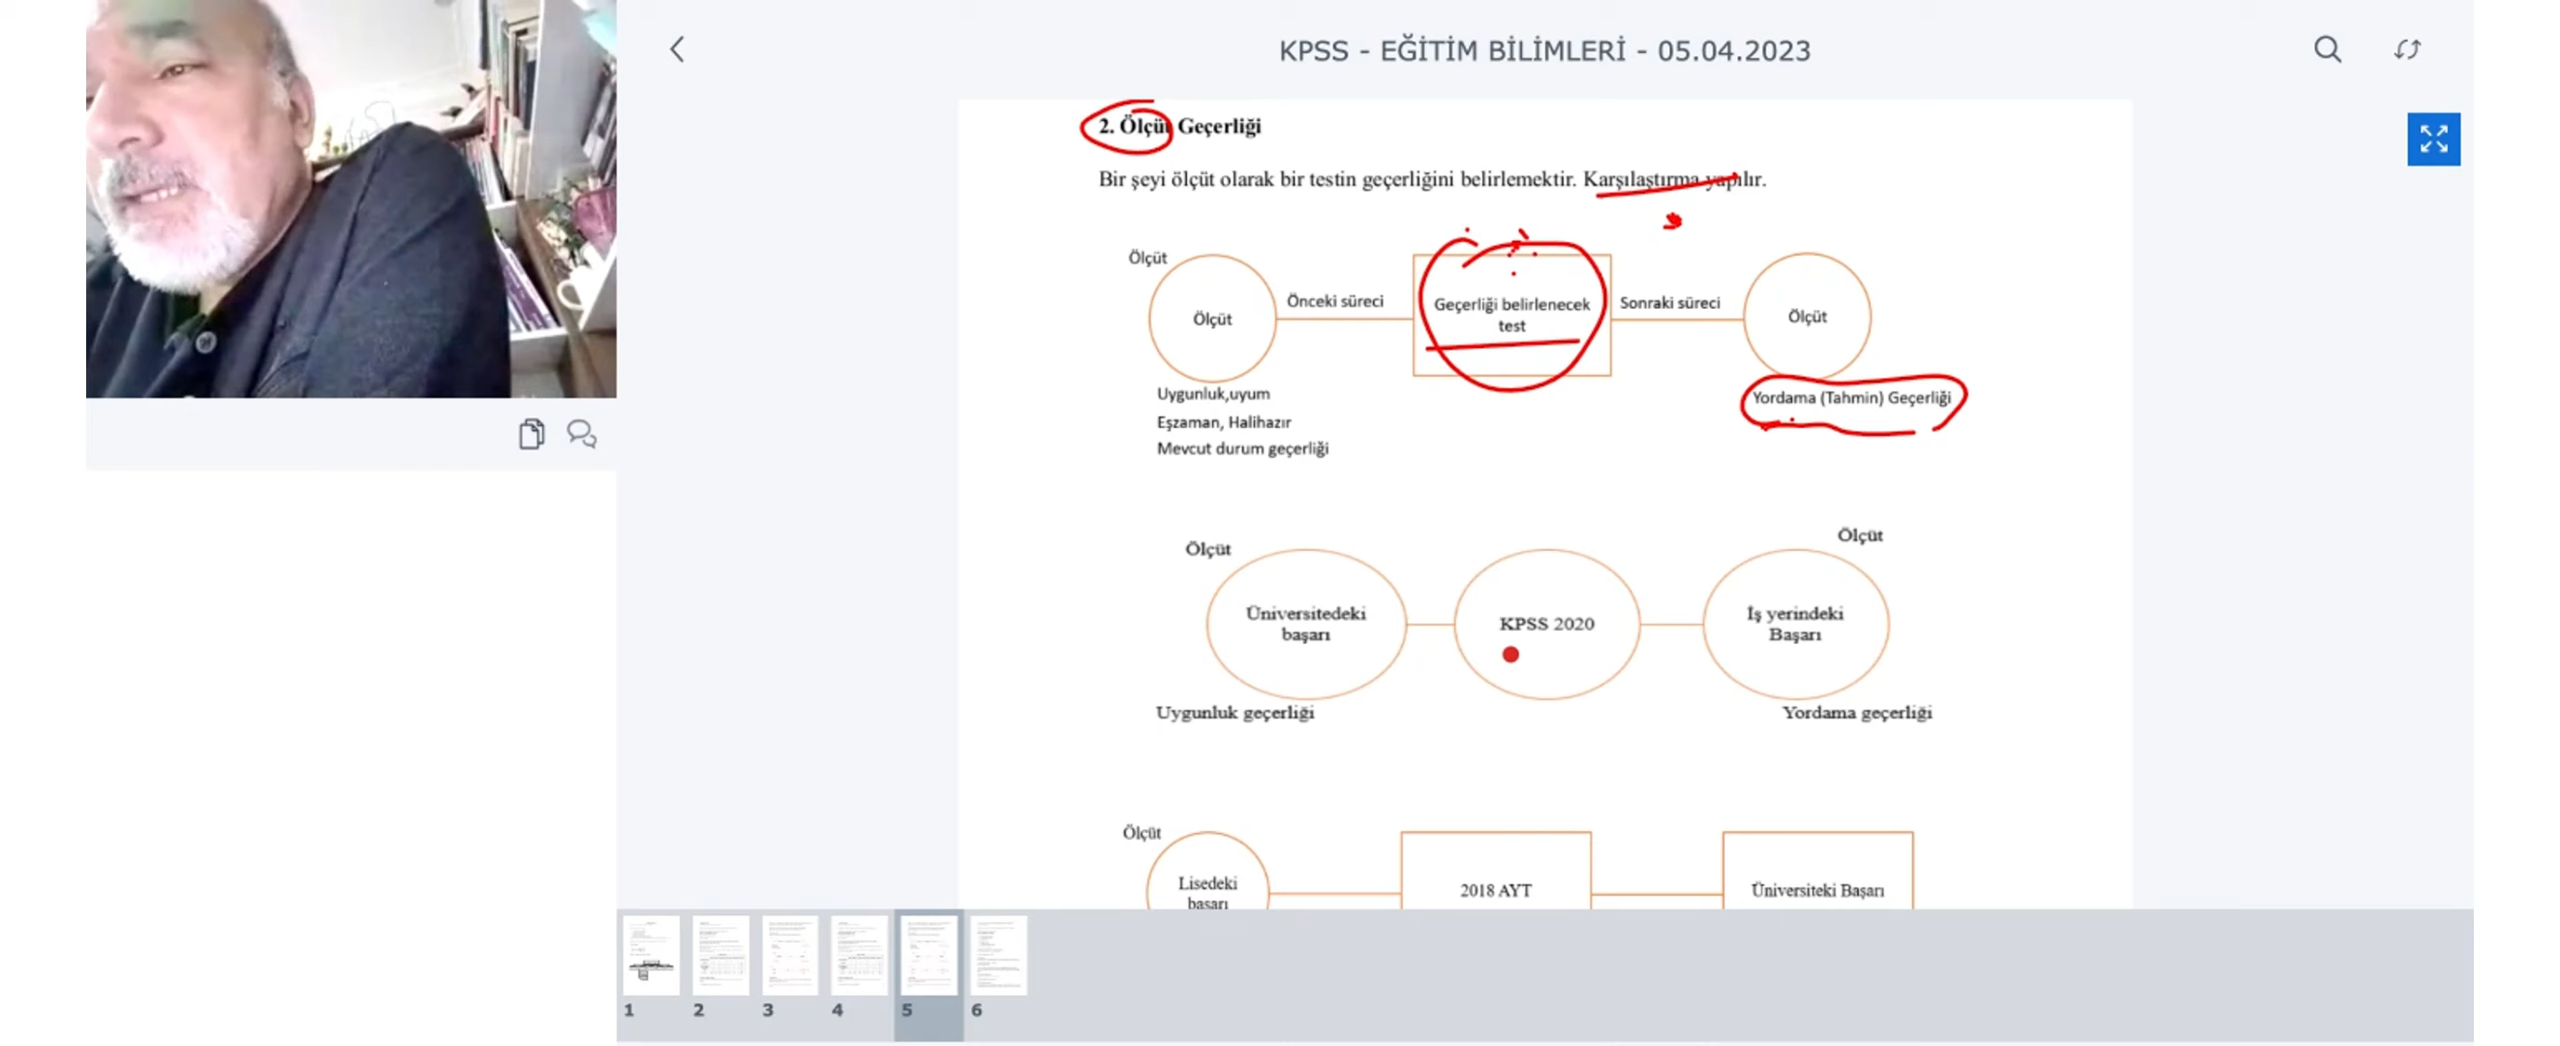 KPSS - EĞİTİM BİLİMLERİ - 05.04.2023
2. Ölçüt Geçerliği
Bir şeyi ölçüt olarak bir testin geçerliğini belirlemektir. Karşılaştırma yapılır.
Ölçüt
Ölçüt
Önceki süreci
Geçerliği belirlenecek
test
Sonraki süreci
Ölçüt
Uygunluk,uyum
Eşzaman, Halihazır
Mevcut durum geçerliği
Yordama (Tahmin) Geçerliği
Ölçüt
Ölçüt
Üniversitedeki
başarı
KPSS 2020
İş yerindeki
Başarı
Uygunluk geçerliği
Yordama geçerliği
Ölçüt
Lisedeki
başarı
2018 AYT
Üniversiteki Başarı
1
2
3
4
5
6